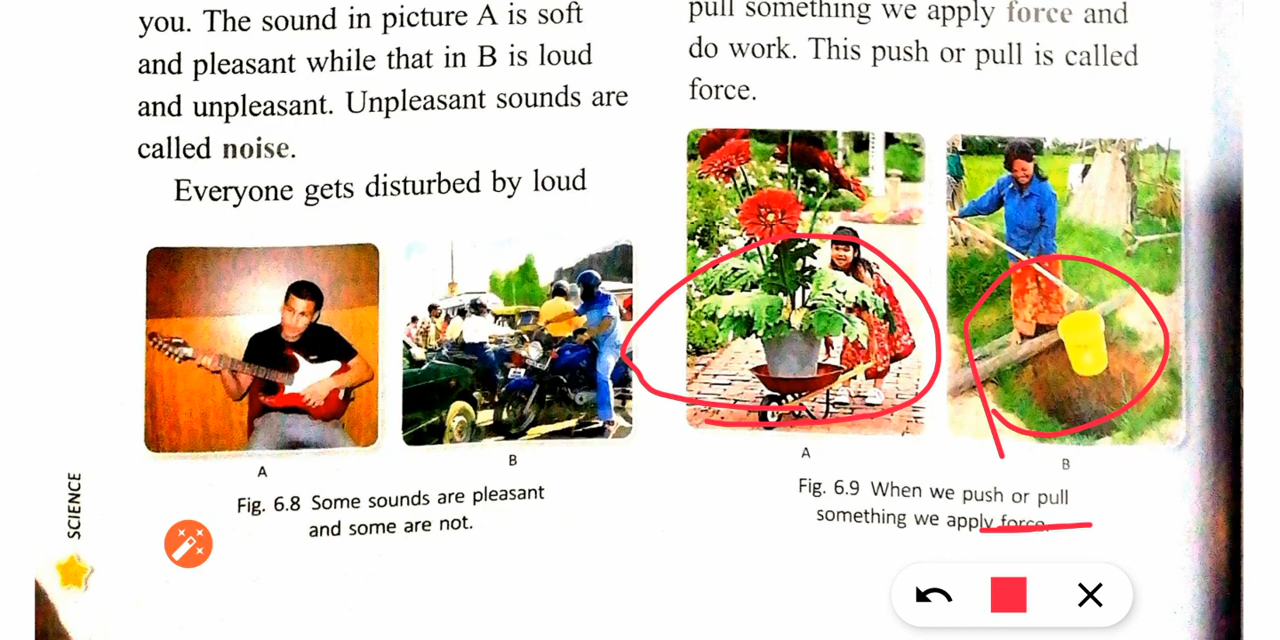 you. The sound in picture A is soft
and pleasant while that in B is loud
and unpleasant. Unpleasant sounds are
called noise.
Everyone gets disturbed by loud
A
B
Fig. 6.8 Some sounds are pleasant
and some are not.
SCIENCE
pull something we apply force and
do work. This push or pull is called
force.
A
B
Fig. 6.9 When we push or pull
something we apply force.